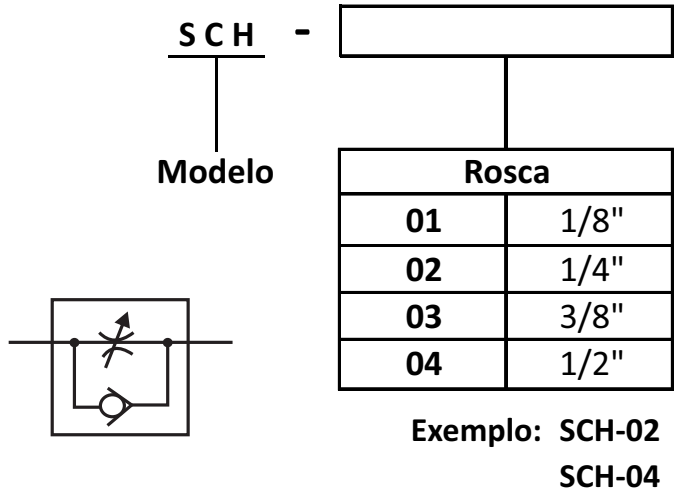 SCH -
Modelo
Rosca
01 1/8"
02 1/4"
03 3/8"
04 1/2"
Exemplo: SCH-02
SCH-04